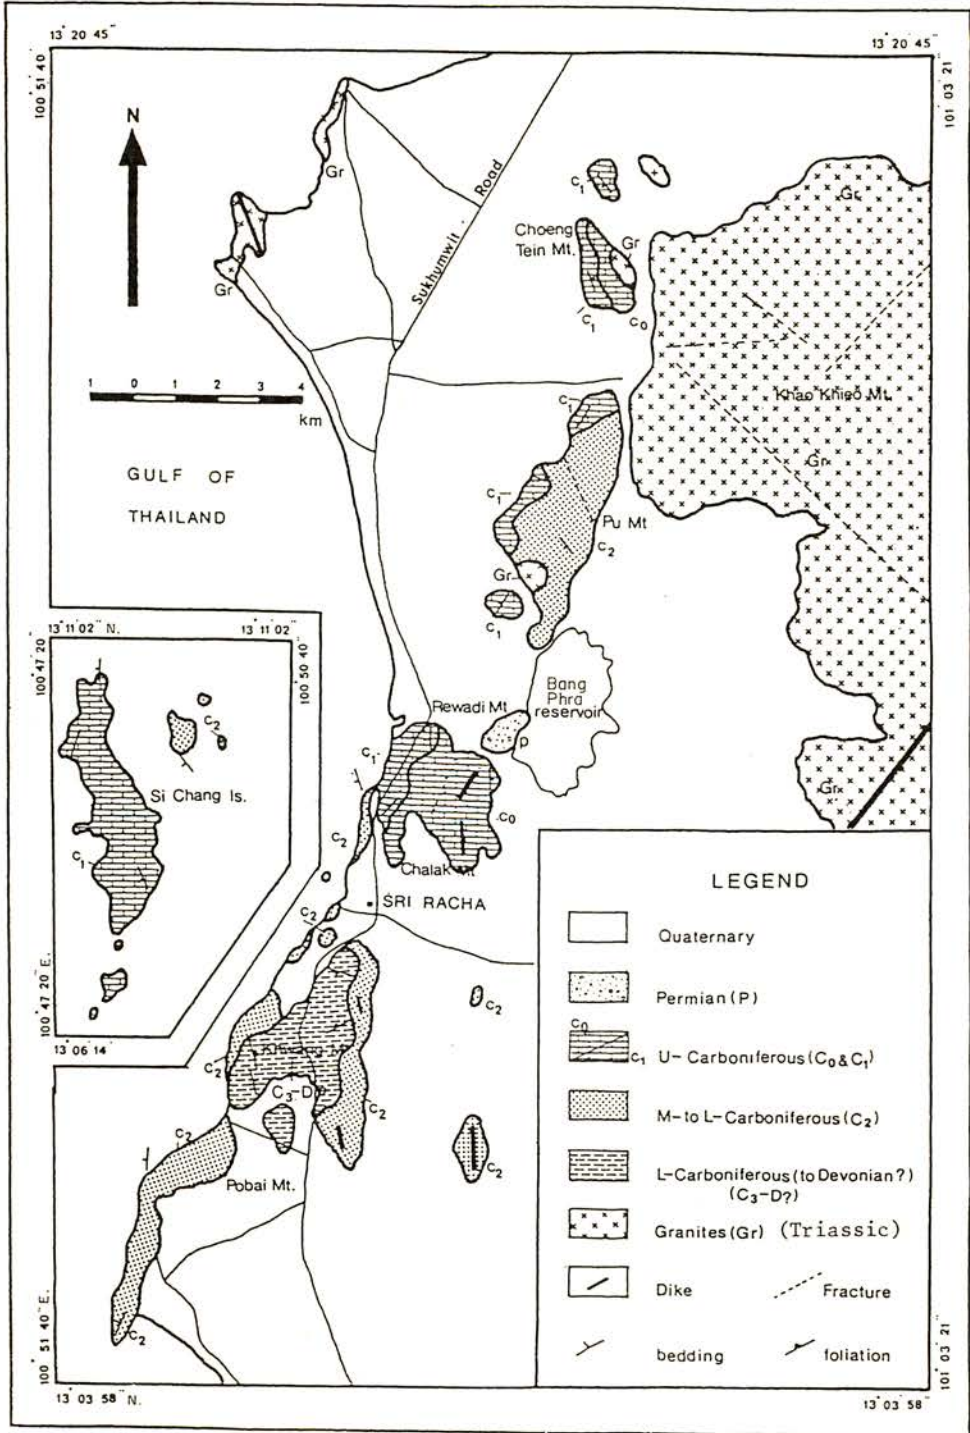 13° 20' 45"
13° 20' 45"
100° 51' 40"
101° 03' 21"
N
Gr
Road
Sukhumwit
C1
Gr
Choeng
Tein Mt.
Gr
Gr
C1
C0
1 0 1 2 3 4
km
C1
Khao Khieo Mt.
GULF OF
THAILAND
C1
Gr
Pu Mt
C2
Gr
C1
13° 11' 02" N.
13° 11' 02"
100° 47' 20"
100° 50' 40"
Bang
Phra
reservoir
Rewadi Mt
P
C2
C1
Si Chang Is.
Gr
C0
C2
C1
Chalak Mt
SRI RACHA
C2
100° 47' 20" E.
13° 06' 14"
C2
C2
C3-D
C2
C2
C2
Pobai Mt.
C2
LEGEND
Quaternary
Permian (P)
C0
C1
U-Carboniferous (C0 & C1)
M-to L-Carboniferous (C2)
L-Carboniferous (to Devonian?)
(C3-D?)
Granites (Gr) (Triassic)
Dike
Fracture
bedding
foliation
100° 51' 40" E.
101° 03' 21"
13° 03' 58" N.
13° 03' 58"